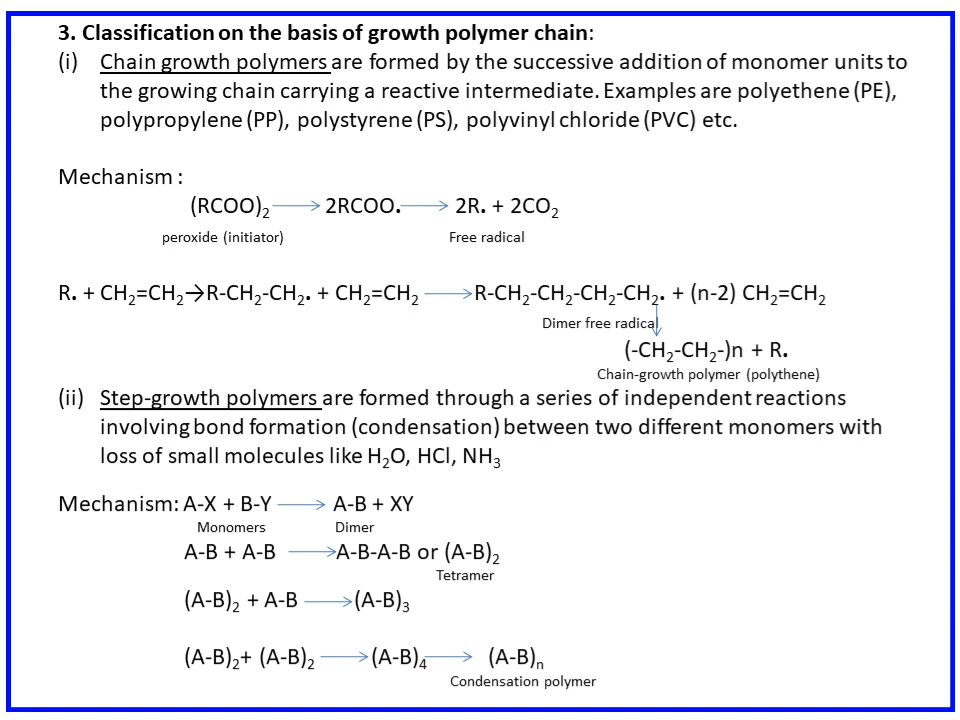 3. Classification on the basis of growth polymer chain:
(i) Chain growth polymers are formed by the successive addition of monomer units to
the growing chain carrying a reactive intermediate. Examples are polyethene (PE),
polypropylene (PP), polystyrene (PS), polyvinyl chloride (PVC) etc.
Mechanism :
(RCOO)₂ → 2RCOO. → 2R. + 2CO₂
peroxide (initiator) Free radical
R. + CH₂=CH₂→R-CH₂-CH₂. + CH₂=CH₂ → R-CH₂-CH₂-CH₂-CH₂. + (n-2) CH₂=CH₂
Dimer free radical ↓
(-CH₂-CH₂-)n + R.
Chain-growth polymer (polythene)
(ii) Step-growth polymers are formed through a series of independent reactions
involving bond formation (condensation) between two different monomers with
loss of small molecules like H₂O, HCl, NH₃
Mechanism: A-X + B-Y → A-B + XY
Monomers Dimer
A-B + A-B → A-B-A-B or (A-B)₂
Tetramer
(A-B)₂ + A-B → (A-B)₃
(A-B)₂+ (A-B)₂ → (A-B)₄ → (A-B)ₙ
Condensation polymer